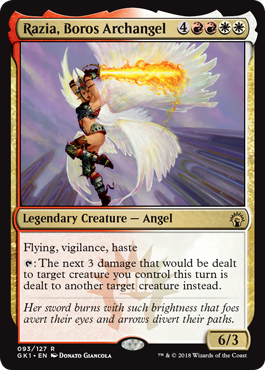 Razia, Boros Archangel 4
Legendary Creature — Angel
Flying, vigilance, haste
: The next 3 damage that would be dealt
to target creature you control this turn is
dealt to another target creature instead.
Her sword burns with such brightness that foes
avert their eyes and arrows divert their paths.
6/3
093/127 R
GK1 • EN DONATO GIANCOLA
™ & © 2018 Wizards of the Coast